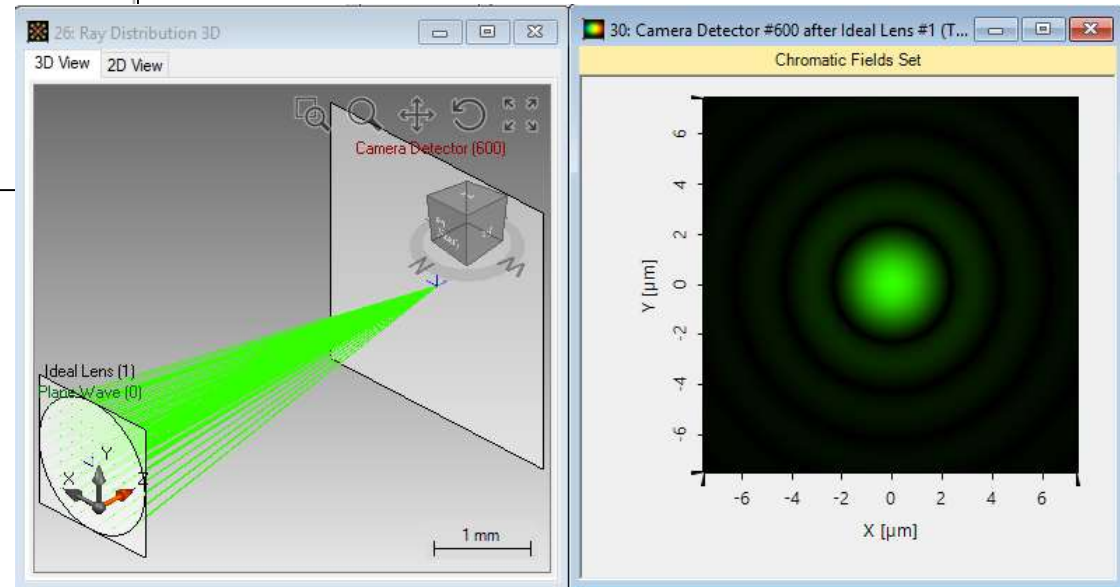 26: Ray Distribution 3D
3D View 2D View
Camera Detector (600)
Ideal Lens (1)
Plane Wave (0)
Y
X
Z
1 mm
30: Camera Detector #600 after Ideal Lens #1 (T...
Chromatic Fields Set
Y [µm]
6
4
2
0
-2
-4
-6
-6 -4 -2 0 2 4 6
X [µm]